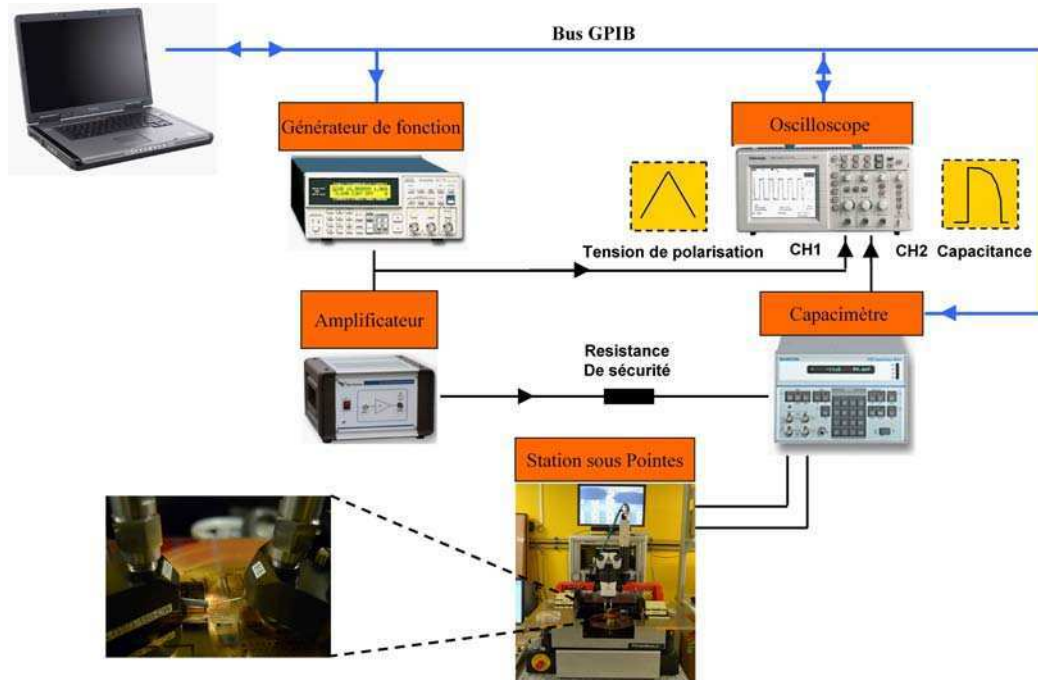 Bus GPIB
Générateur de fonction
Oscilloscope
Tension de polarisation
CH1
CH2
Capacitance
Amplificateur
Capacimètre
Resistance
De sécurité
Station sous Pointes